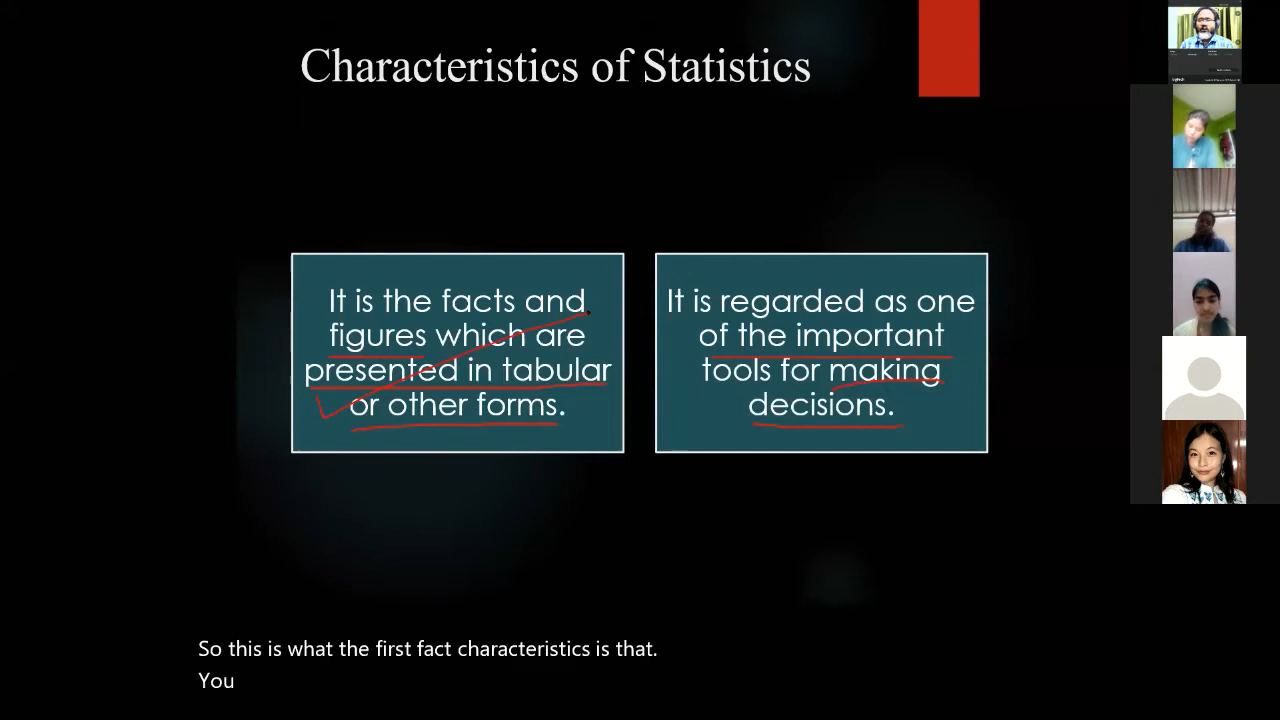 Characteristics of Statistics
It is the facts and
figures which are
presented in tabular
or other forms.
It is regarded as one
of the important
tools for making
decisions.
So this is what the first fact characteristics is that.
You